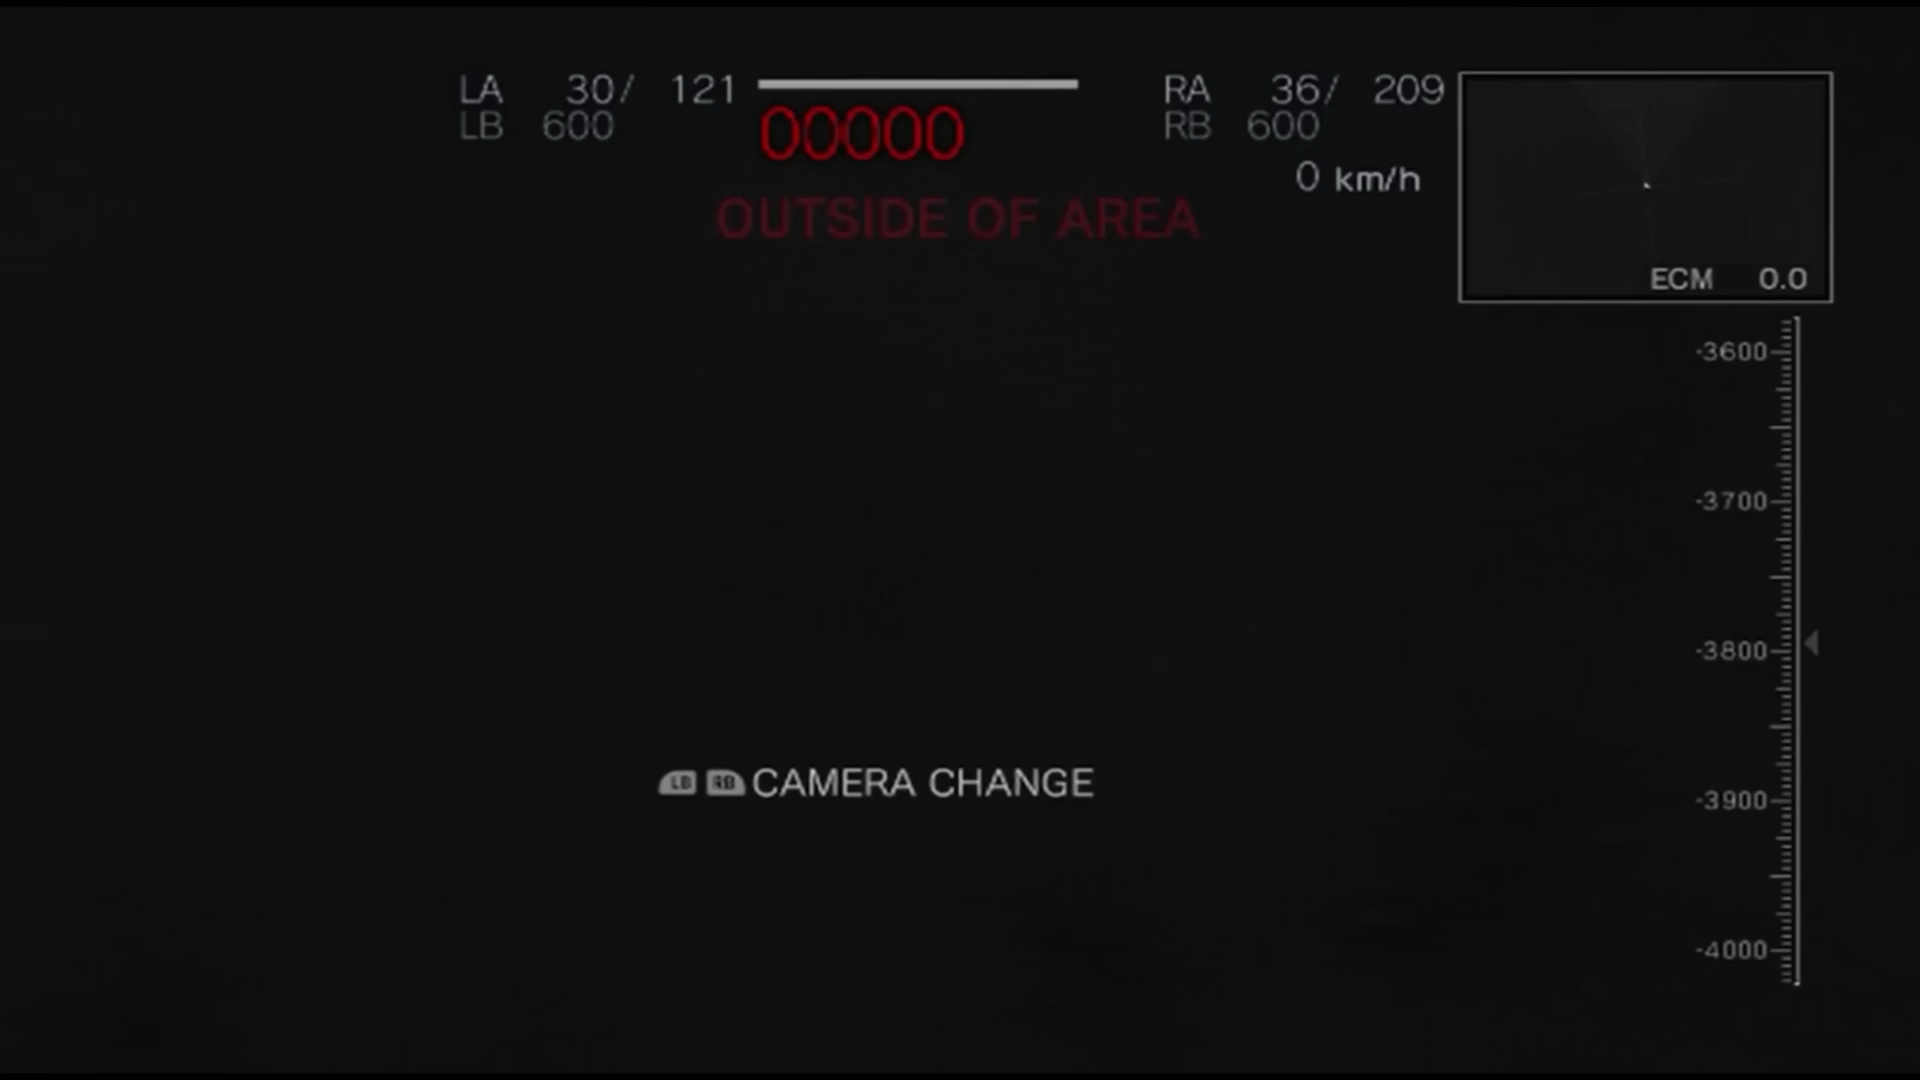 LA 30/ 121
LB 600
00000
RA 36/ 209
RB 600
0 km/h
OUTSIDE OF AREA
ECM 0.0
-3600
-3700
-3800
-3900
-4000
LB RB CAMERA CHANGE